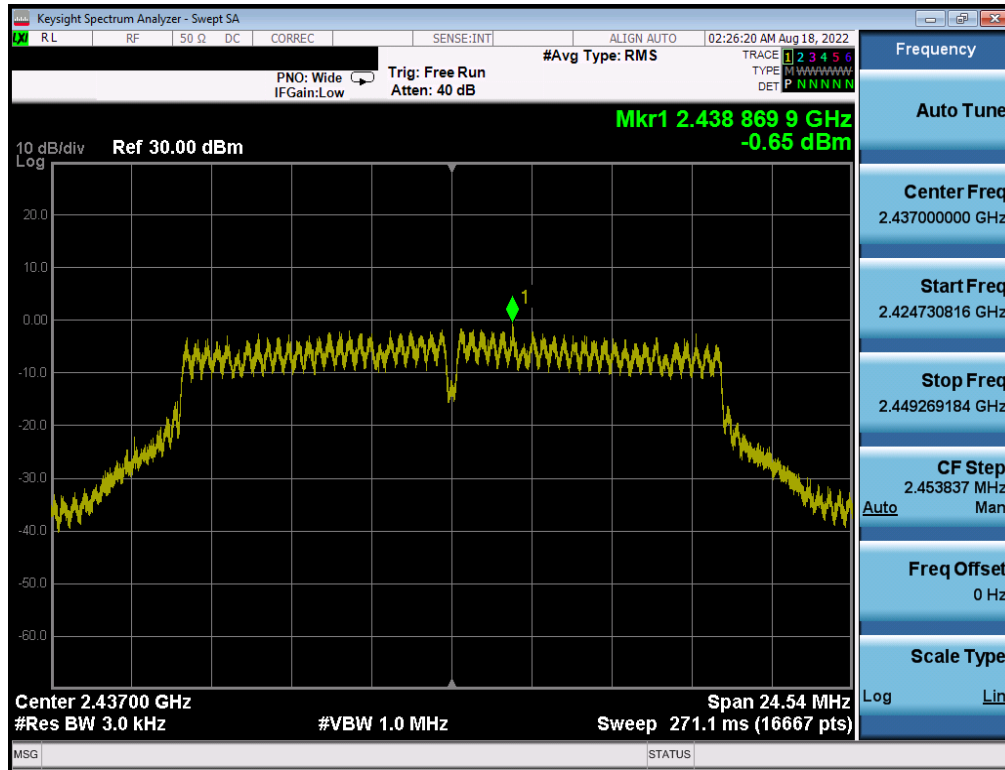 Keysight Spectrum Analyzer - Swept SA
LXI RL RF 50 Ω DC CORREC SENSE:INT ALIGN AUTO 02:26:20 AM Aug 18, 2022
#Avg Type: RMS
TRACE 1 2 3 4 5 6
PNO: Wide Trig: Free Run
TYPE M WWWWW
IFGain:Low Atten: 40 dB
DET P N N N N N
Mkr1 2.438 869 9 GHz
-0.65 dBm
10 dB/div Ref 30.00 dBm
Log
20.0
10.0
1
0.00
-10.0
-20.0
-30.0
-40.0
-50.0
-60.0
Center 2.43700 GHz Span 24.54 MHz
#Res BW 3.0 kHz #VBW 1.0 MHz Sweep 271.1 ms (16667 pts)
MSG STATUS
Frequency
Auto Tune
Center Freq
2.437000000 GHz
Start Freq
2.424730816 GHz
Stop Freq
2.449269184 GHz
CF Step
2.453837 MHz
Auto Man
Freq Offset
0 Hz
Scale Type
Log Lin